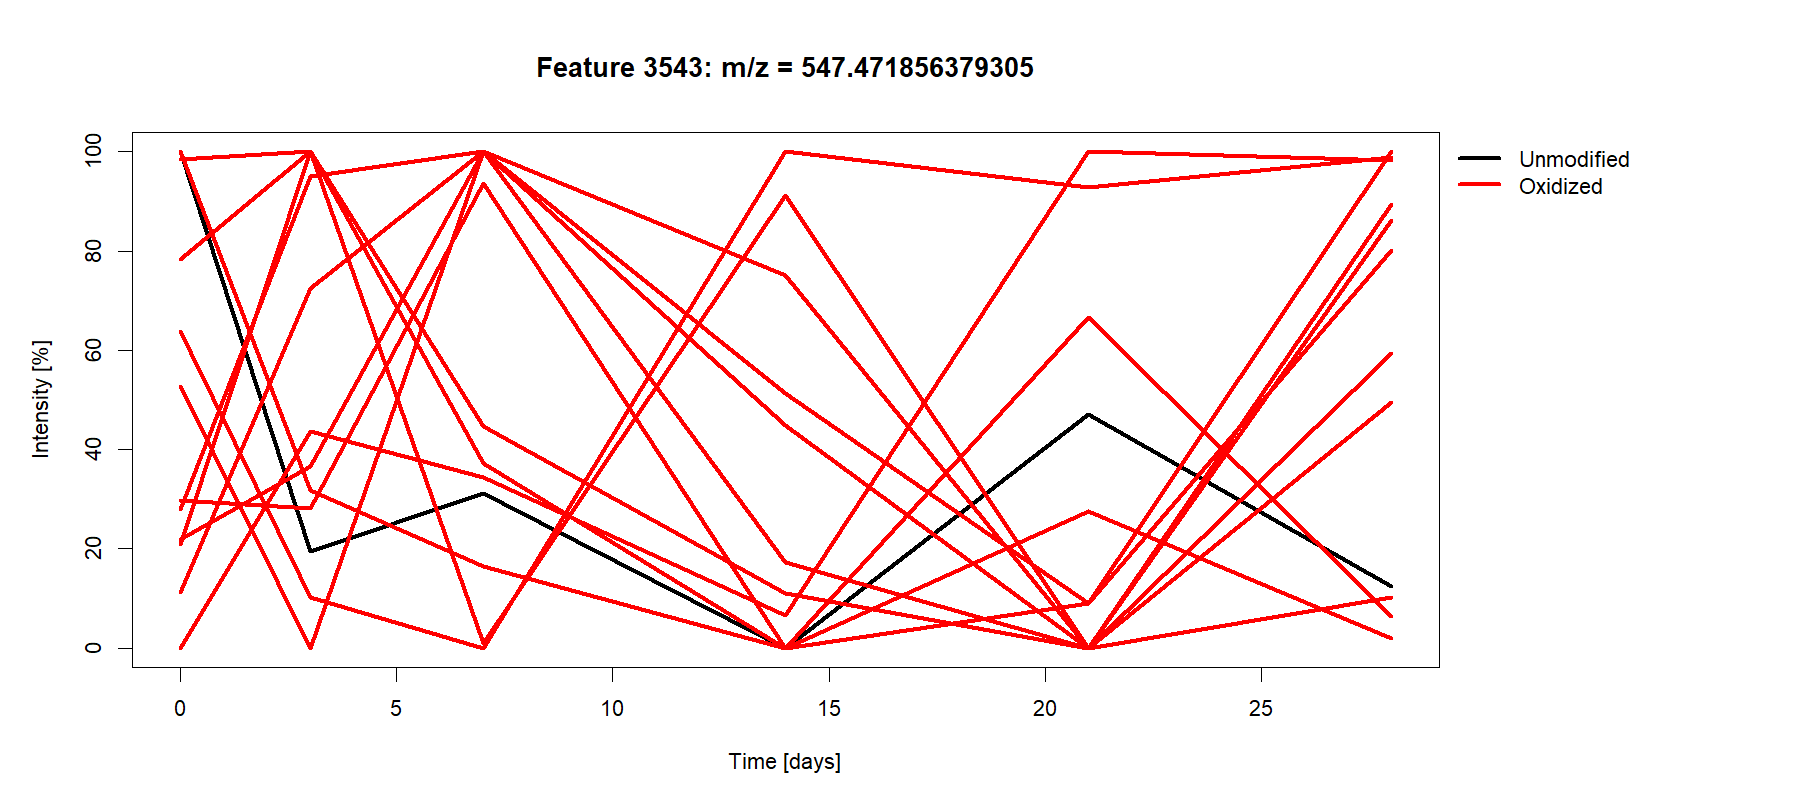 Feature 3543: m/z = 547.471856379305
Unmodified
Oxidized
Intensity [%]
100
80
60
40
20
0
0 5 10 15 20 25
Time [days]